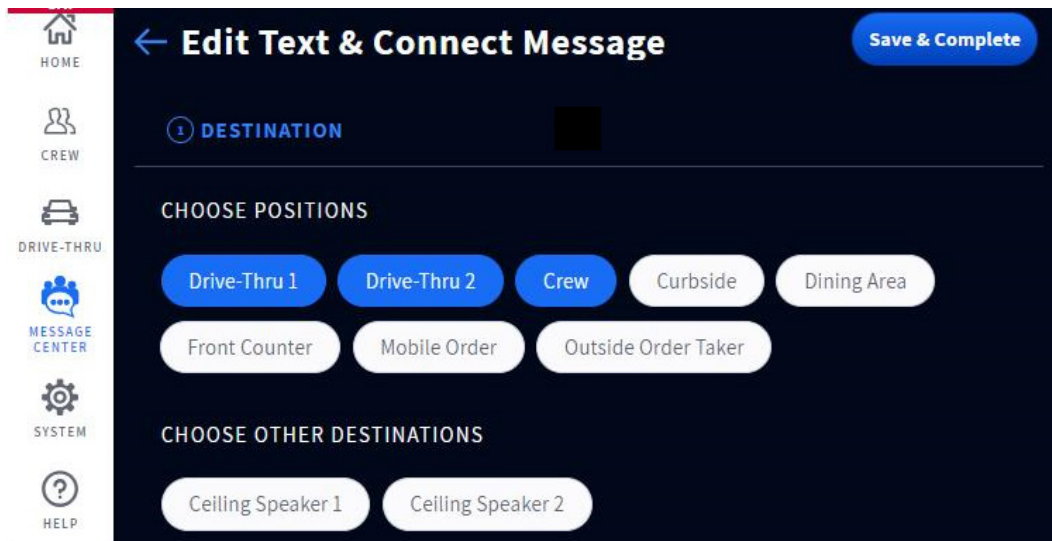 HOME
CREW
DRIVE-THRU
MESSAGE
CENTER
SYSTEM
HELP
← Edit Text & Connect Message
Save & Complete
1 DESTINATION
CHOOSE POSITIONS
Drive-Thru 1 Drive-Thru 2 Crew Curbside Dining Area
Front Counter Mobile Order Outside Order Taker
CHOOSE OTHER DESTINATIONS
Ceiling Speaker 1 Ceiling Speaker 2